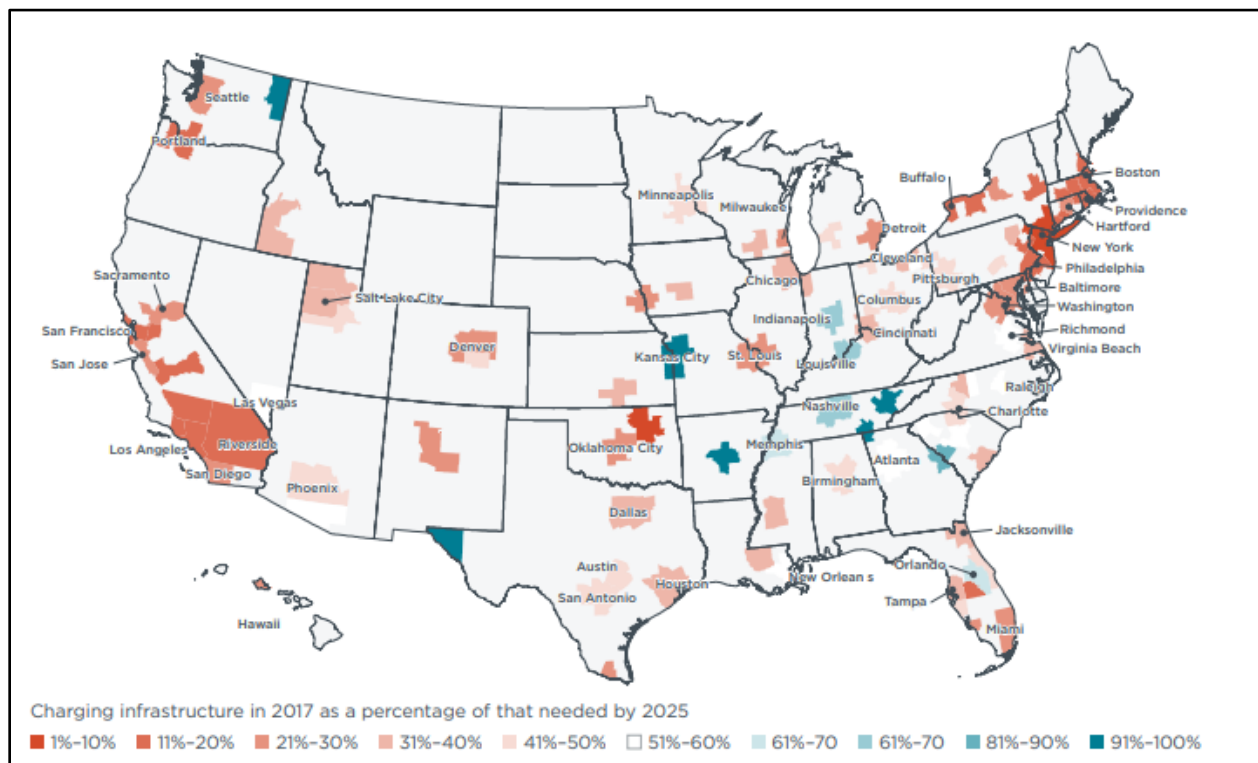 Seattle
Portland
Sacramento
San Francisco
San Jose
Las Vegas
Los Angeles
Riverside
San Diego
Phoenix
Salt Lake City
Denver
Minneapolis
Milwaukee
Chicago
Detroit
Cleveland
Pittsburgh
Columbus
Indianapolis
Cincinnati
Kansas City
St. Louis
Louisville
Oklahoma City
Nashville
Memphis
Atlanta
Birmingham
Dallas
Austin
San Antonio
Houston
New Orlean s
Buffalo
Boston
Providence
Hartford
New York
Philadelphia
Baltimore
Washington
Richmond
Virginia Beach
Raleigh
Charlotte
Jacksonville
Orlando
Tampa
Miami
Hawaii
Charging infrastructure in 2017 as a percentage of that needed by 2025
1%–10% 11%–20% 21%–30% 31%–40% 41%–50% 51%–60% 61%–70 61%–70 81%–90% 91%–100%